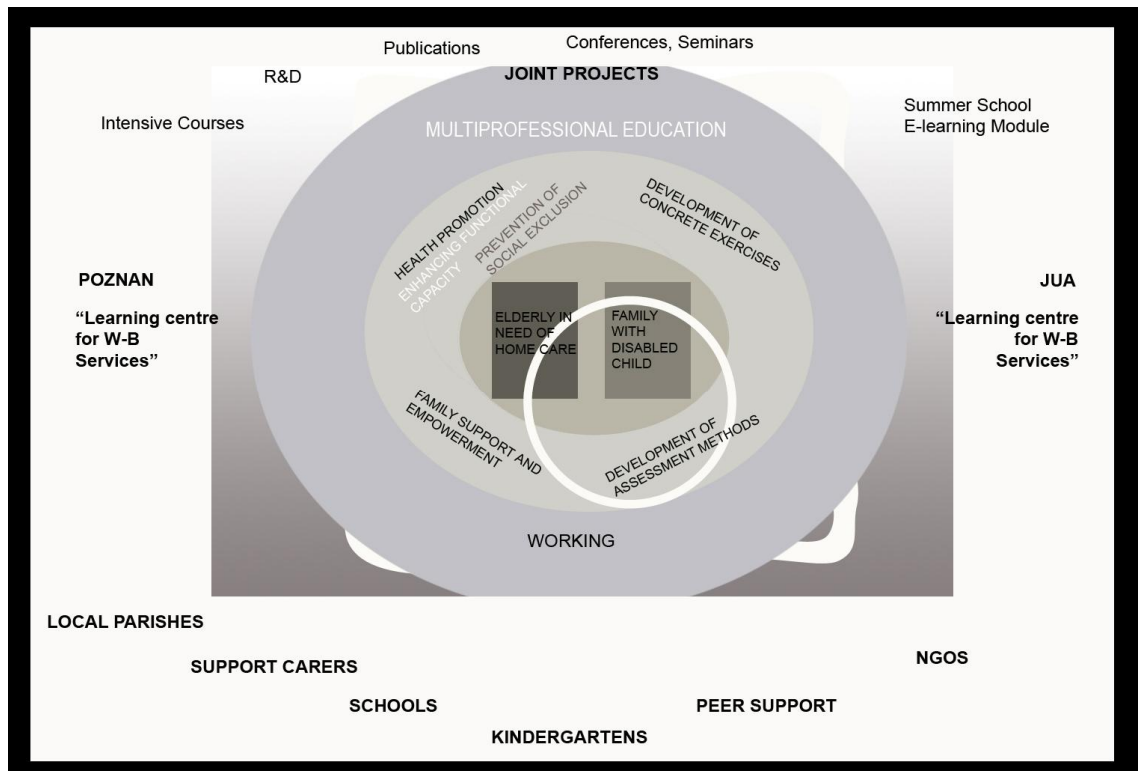 Publications
Conferences, Seminars
R&D
JOINT PROJECTS
Intensive Courses
Summer School
E-learning Module
MULTIPROFESSIONAL EDUCATION
HEALTH PROMOTION
ENHANCING FUNCTIONAL
CAPACITY
PREVENTION OF
SOCIAL EXCLUSION
DEVELOPMENT OF
CONCRETE EXERCISES
POZNAN
“Learning centre
for W-B
Services”
JUA
“Learning centre
for W-B
Services”
ELDERLY IN
NEED OF
HOME CARE
FAMILY
WITH
DISABLED
CHILD
FAMILY SUPPORT AND
EMPOWERMENT
DEVELOPMENT OF
ASSESSMENT METHODS
WORKING
LOCAL PARISHES
SUPPORT CARERS
NGOS
SCHOOLS
PEER SUPPORT
KINDERGARTENS